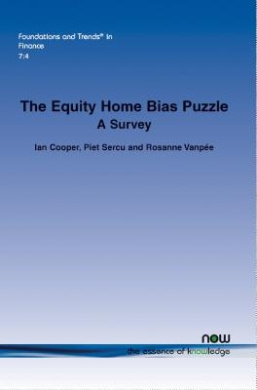 Foundations and Trends® in
Finance
7:4
The Equity Home Bias Puzzle
A Survey
Ian Cooper, Piet Sercu and Rosanne Vanpée
now
the essence of knowledge